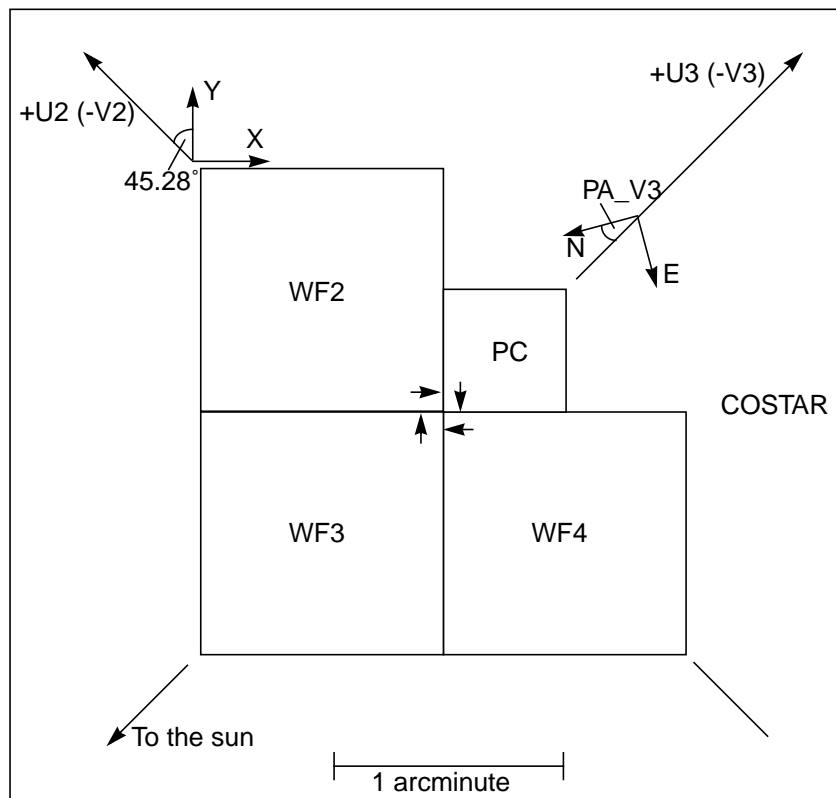 +U2 (-V2)
Y
X
45.28°
+U3 (-V3)
PA_V3
N
E
WF2
PC
COSTAR
WF3
WF4
To the sun
1 arcminute